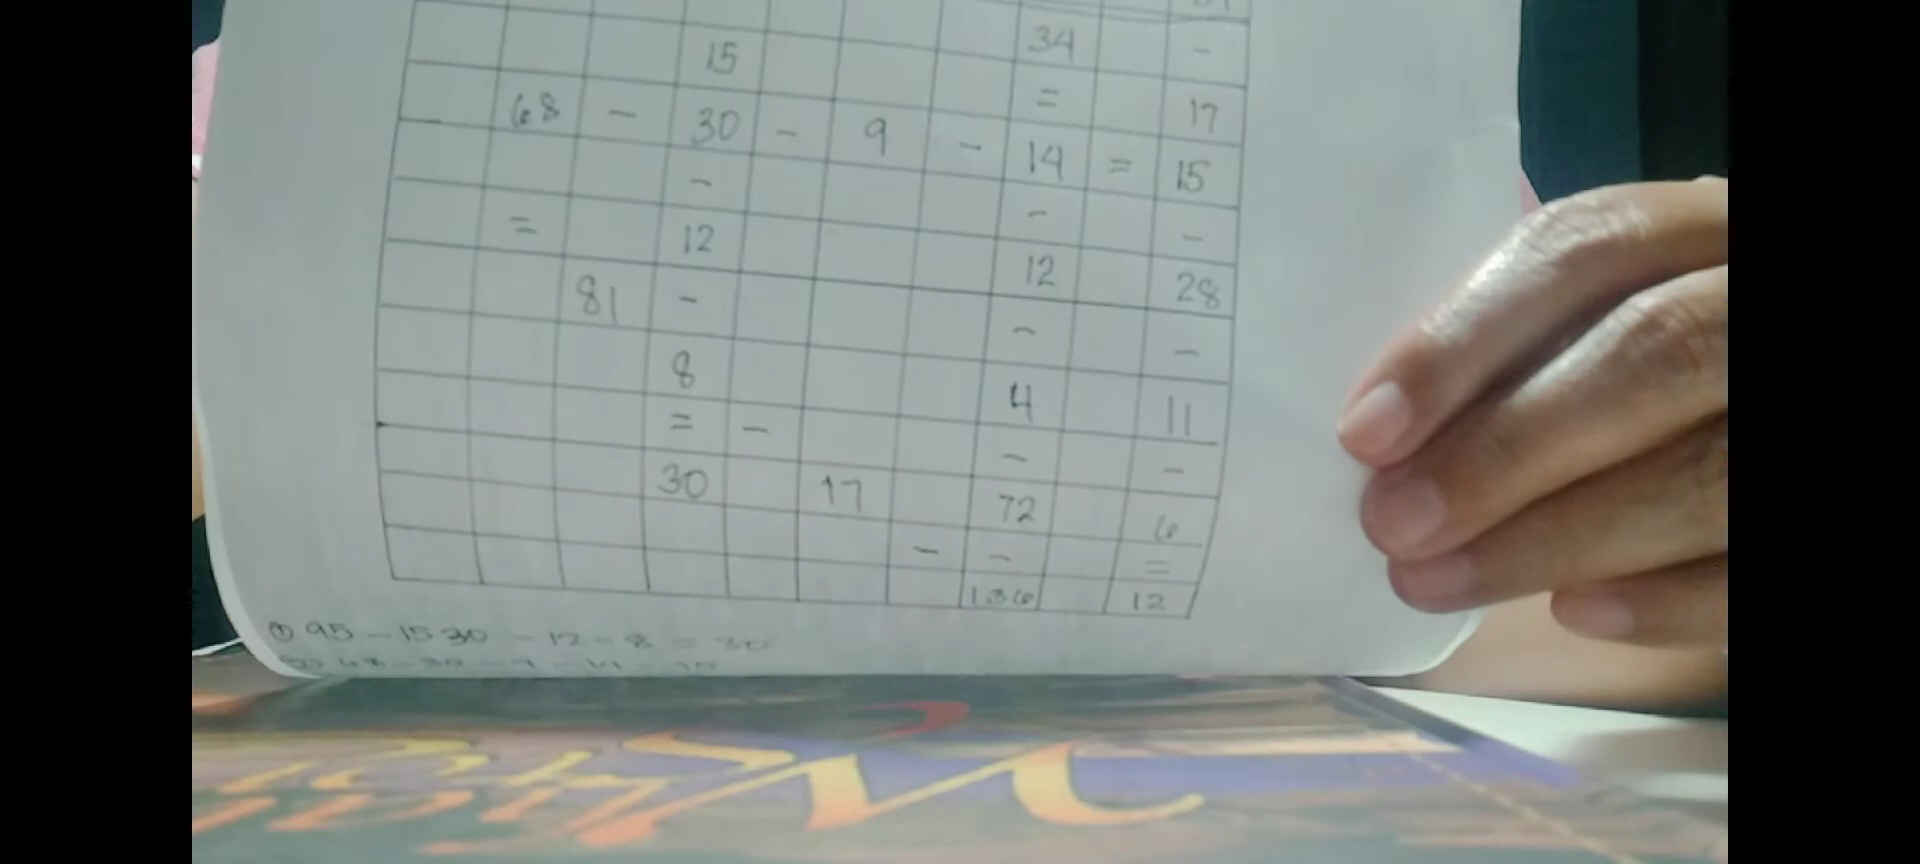 34 -
15 = 17
68 - 30 - 9 - 14 = 15
- - -
= 12 12 28
81 - - -
8 4 11
= - - -
30 17 72 6
- - =
136 12
① 95 - 15 30 - 12 - 8 = 30